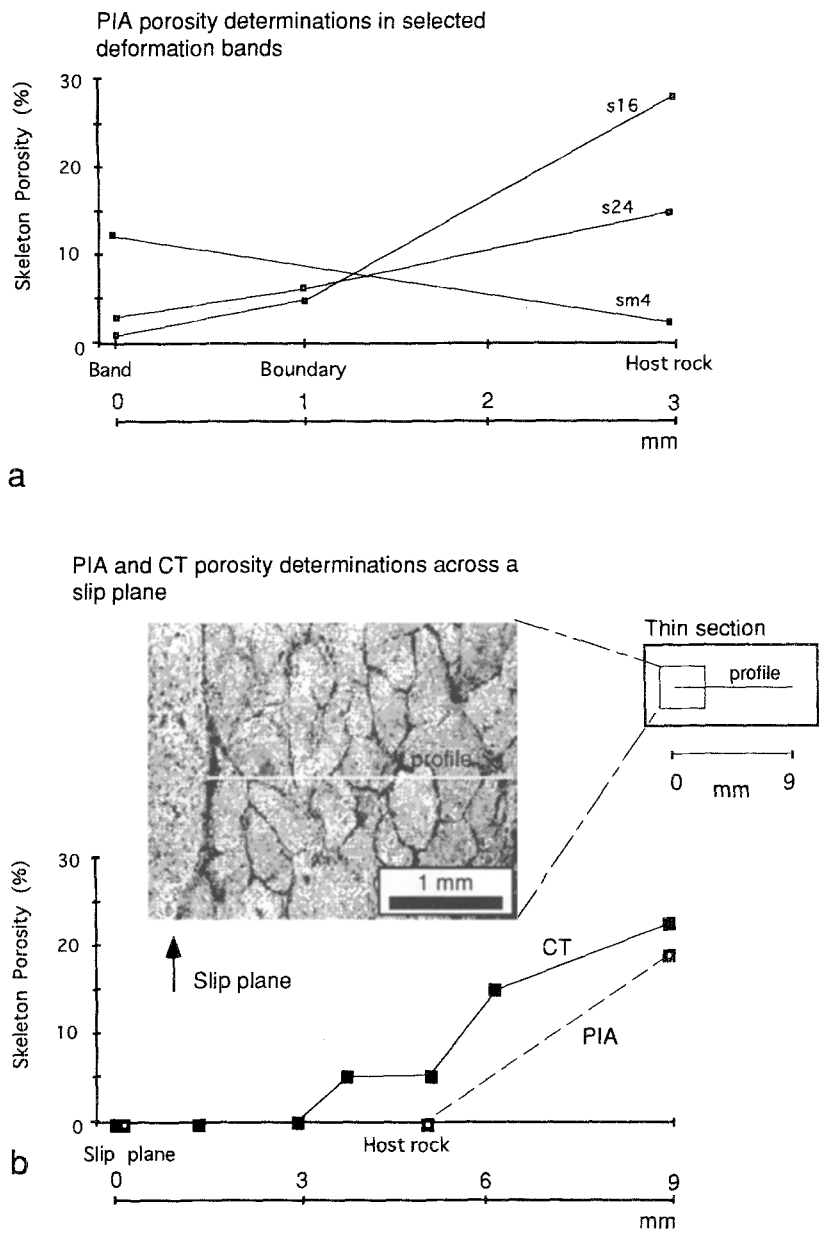 PIA porosity determinations in selected
deformation bands
Skeleton Porosity (%)
30
20
10
0
s16
s24
sm4
Band
Boundary
Host rock
0
1
2
3
mm
a
PIA and CT porosity determinations across a
slip plane
Thin section
profile
0
mm
9
profile
1 mm
Slip plane
Skeleton Porosity (%)
30
20
10
0
CT
PIA
Slip plane
Host rock
b
0
3
6
9
mm